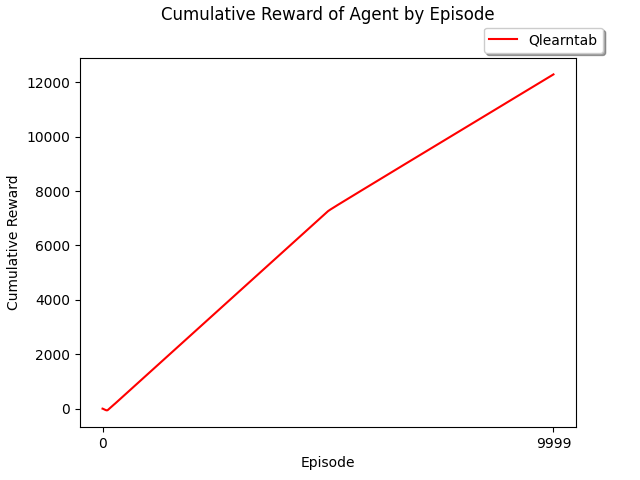 Cumulative Reward of Agent by Episode
Qlearntab
12000
10000
8000
6000
4000
2000
0
Cumulative Reward
0
9999
Episode